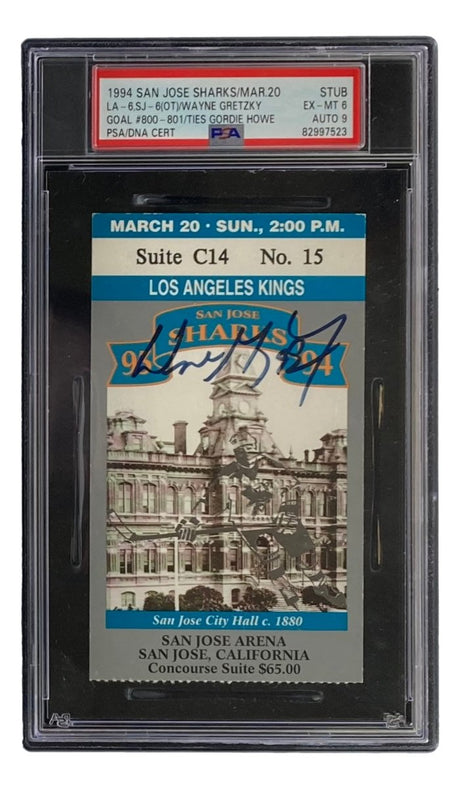 1994 SAN JOSE SHARKS/MAR.20 STUB
LA-6,SJ-6(OT)/WAYNE GRETZKY EX-MT 6
GOAL #800-801/TIES GORDIE HOWE AUTO 9
PSA/DNA CERT PSA 82997523
MARCH 20 · SUN., 2:00 P.M.
Suite C14 No. 15
LOS ANGELES KINGS
SAN JOSE
SHARKS
94
San Jose City Hall c. 1880
SAN JOSE ARENA
SAN JOSE, CALIFORNIA
Concourse Suite $65.00